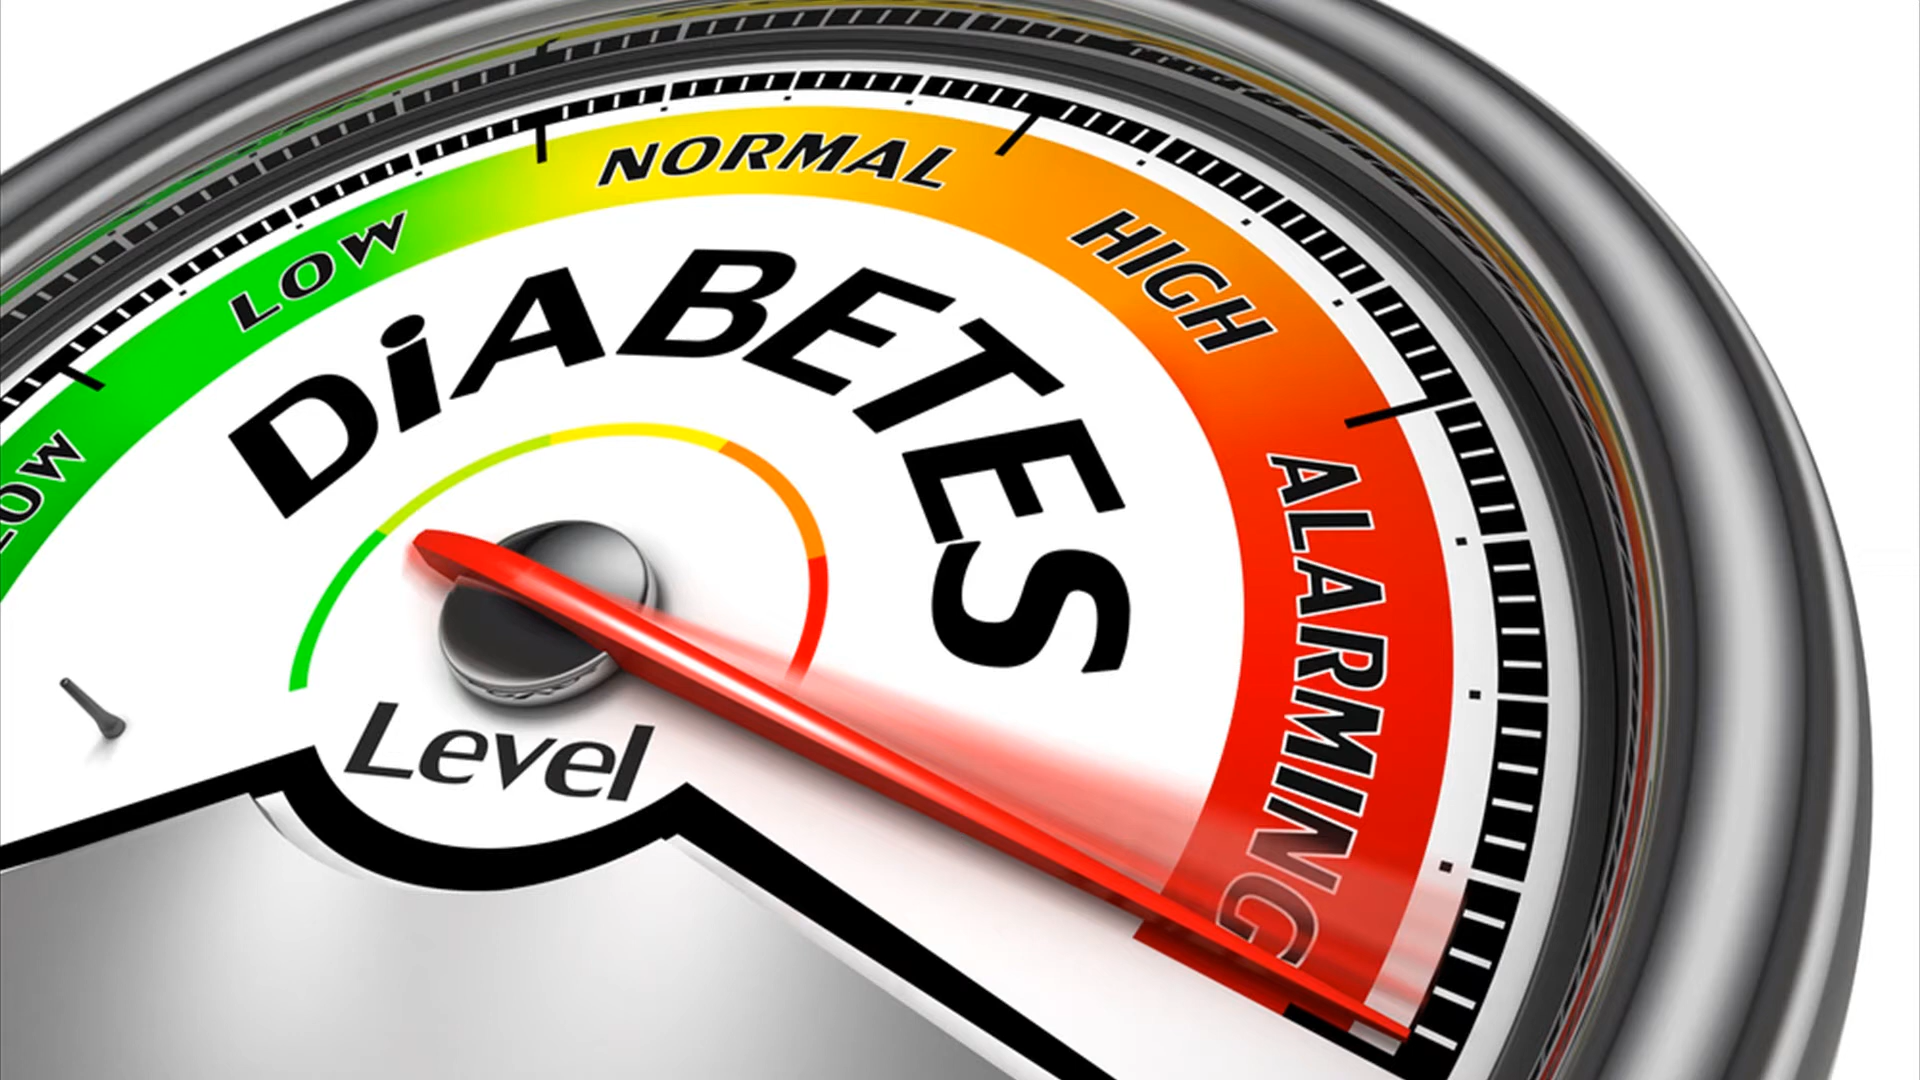 LOW
LOW
NORMAL
HIGH
ALARMING
DiABETES
Level